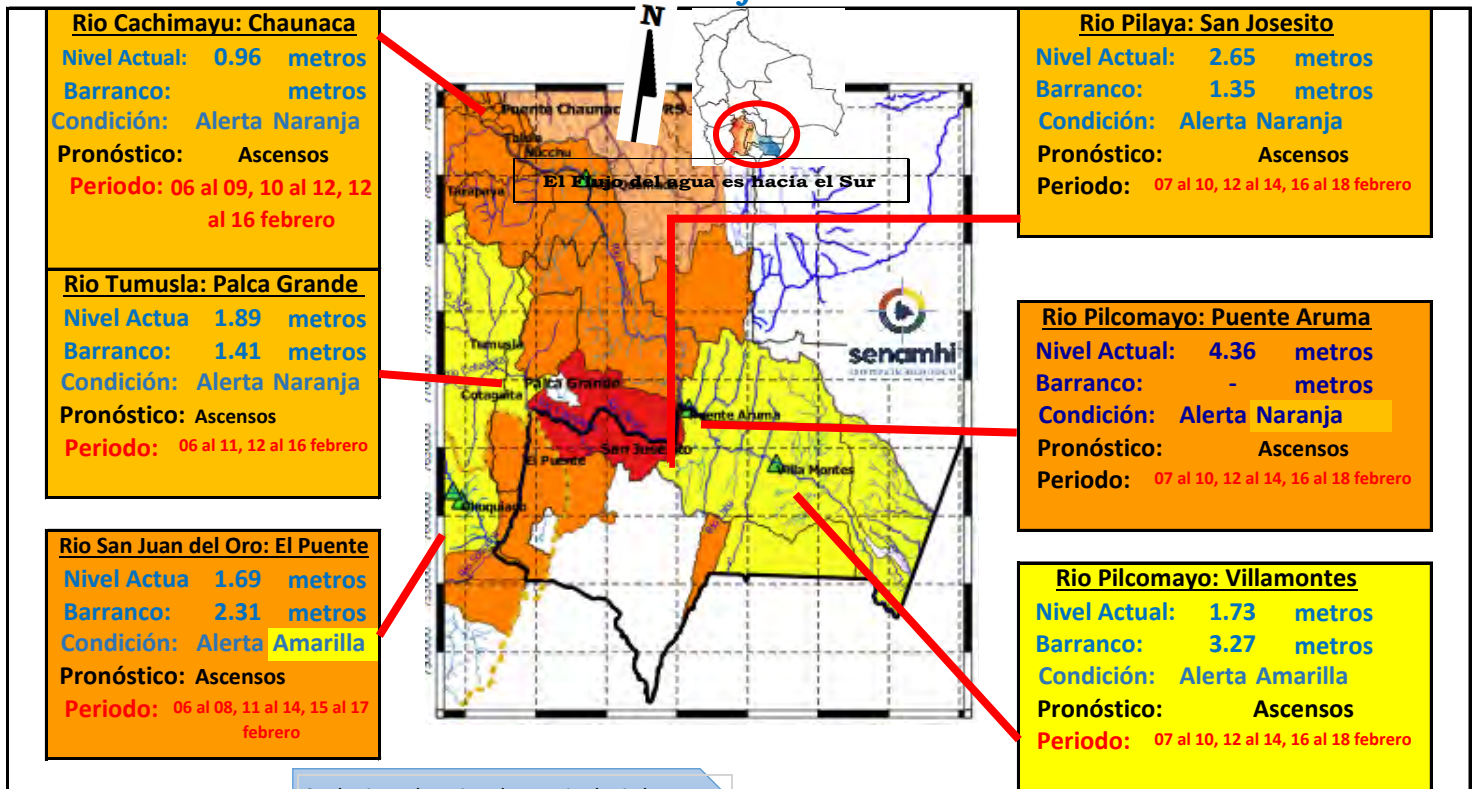 Rio Cachimayu: Chaunaca
Nivel Actual: 0.96 metros
Barranco: metros
Condición: Alerta Naranja
Pronóstico: Ascensos
Periodo: 06 al 09, 10 al 12, 12
al 16 febrero
Rio Tumusla: Palca Grande
Nivel Actua 1.89 metros
Barranco: 1.41 metros
Condición: Alerta Naranja
Pronóstico: Ascensos
Periodo: 06 al 11, 12 al 16 febrero
Rio San Juan del Oro: El Puente
Nivel Actua 1.69 metros
Barranco: 2.31 metros
Condición: Alerta Amarilla
Pronóstico: Ascensos
Periodo: 06 al 08, 11 al 14, 15 al 17
febrero
N
Puente Chaunac
Talula
Nucchu
Tarapaya
El Flujo del agua es hacia el Sur
senamhi
Tumusla
Palca Grande
Cotagaita
Puente Aruma
San Josesito
El Puente
Villa Montes
Rio Pilaya: San Josesito
Nivel Actual: 2.65 metros
Barranco: 1.35 metros
Condición: Alerta Naranja
Pronóstico: Ascensos
Periodo: 07 al 10, 12 al 14, 16 al 18 febrero
Rio Pilcomayo: Puente Aruma
Nivel Actual: 4.36 metros
Barranco: - metros
Condición: Alerta Naranja
Pronóstico: Ascensos
Periodo: 07 al 10, 12 al 14, 16 al 18 febrero
Rio Pilcomayo: Villamontes
Nivel Actual: 1.73 metros
Barranco: 3.27 metros
Condición: Alerta Amarilla
Pronóstico: Ascensos
Periodo: 07 al 10, 12 al 14, 16 al 18 febrero